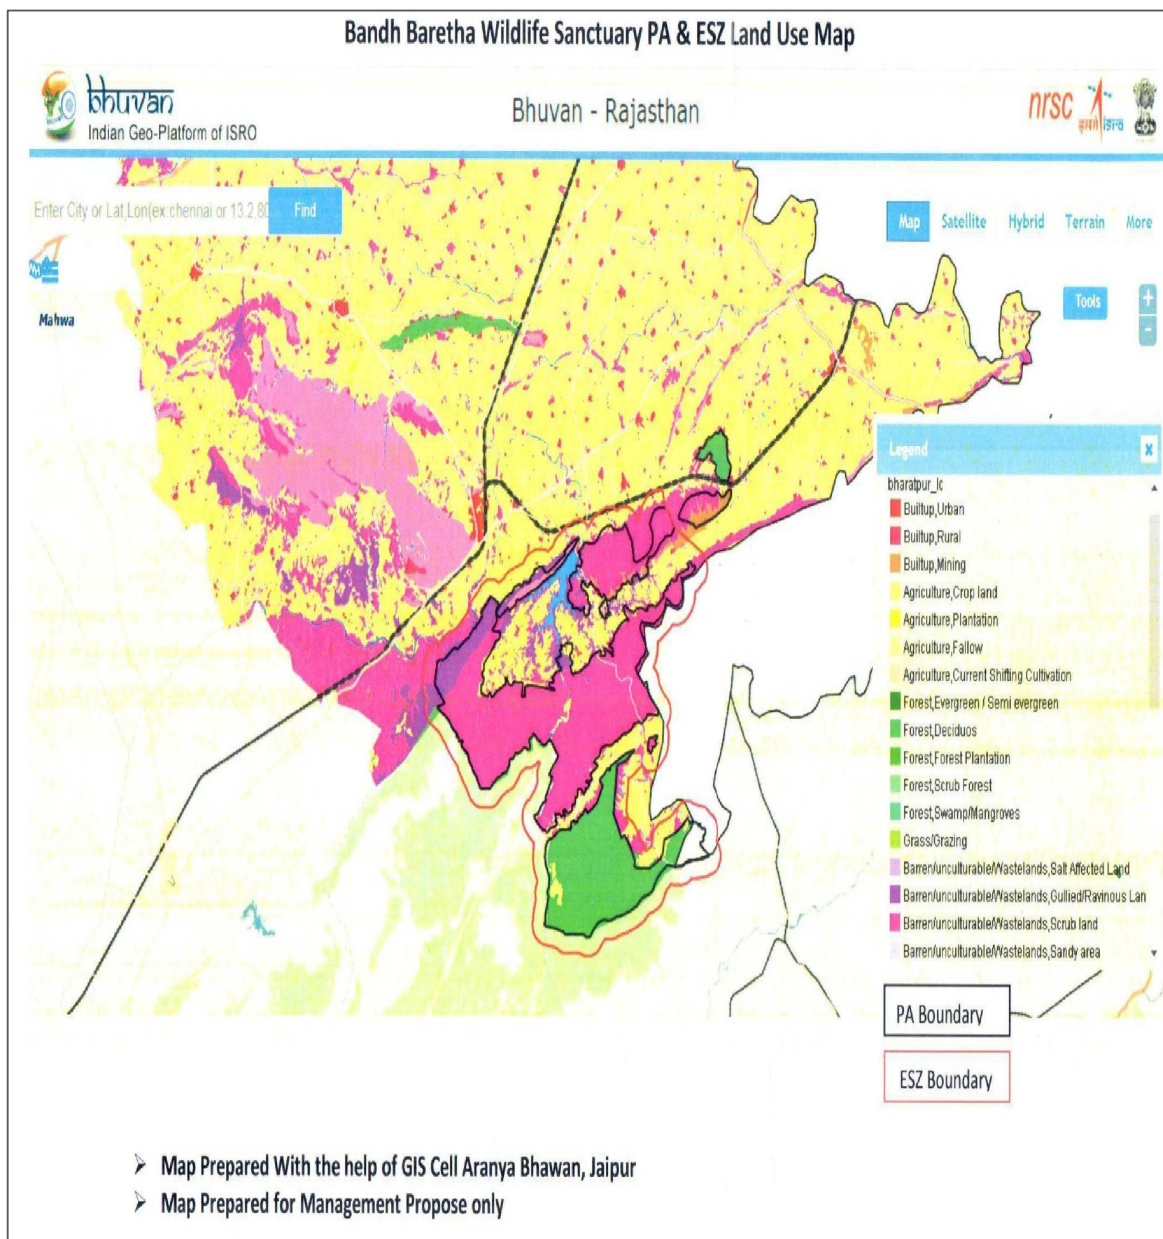 Bandh Baretha Wildlife Sanctuary PA & ESZ Land Use Map
bhuvan
Indian Geo-Platform of ISRO
Bhuvan - Rajasthan
nrsc
इसरो isro
Enter City or Lat,Lon(ex:chennai or 13.2,80
Find
Map Satellite Hybrid Terrain More
Tools
+
-
Mahwa
Legend
x
bharatpur_lc
Builtup,Urban
Builtup,Rural
Builtup,Mining
Agriculture,Crop land
Agriculture,Plantation
Agriculture,Fallow
Agriculture,Current Shifting Cultivation
Forest,Evergreen / Semi evergreen
Forest,Deciduos
Forest,Forest Plantation
Forest,Scrub Forest
Forest,Swamp/Mangroves
Grass/Grazing
Barren/unculturable/Wastelands,Salt Affected Land
Barren/unculturable/Wastelands,Gullied/Ravinous Lan
Barren/unculturable/Wastelands,Scrub land
Barren/unculturable/Wastelands,Sandy area
PA Boundary
ESZ Boundary
➢ Map Prepared With the help of GIS Cell Aranya Bhawan, Jaipur
➢ Map Prepared for Management Propose only